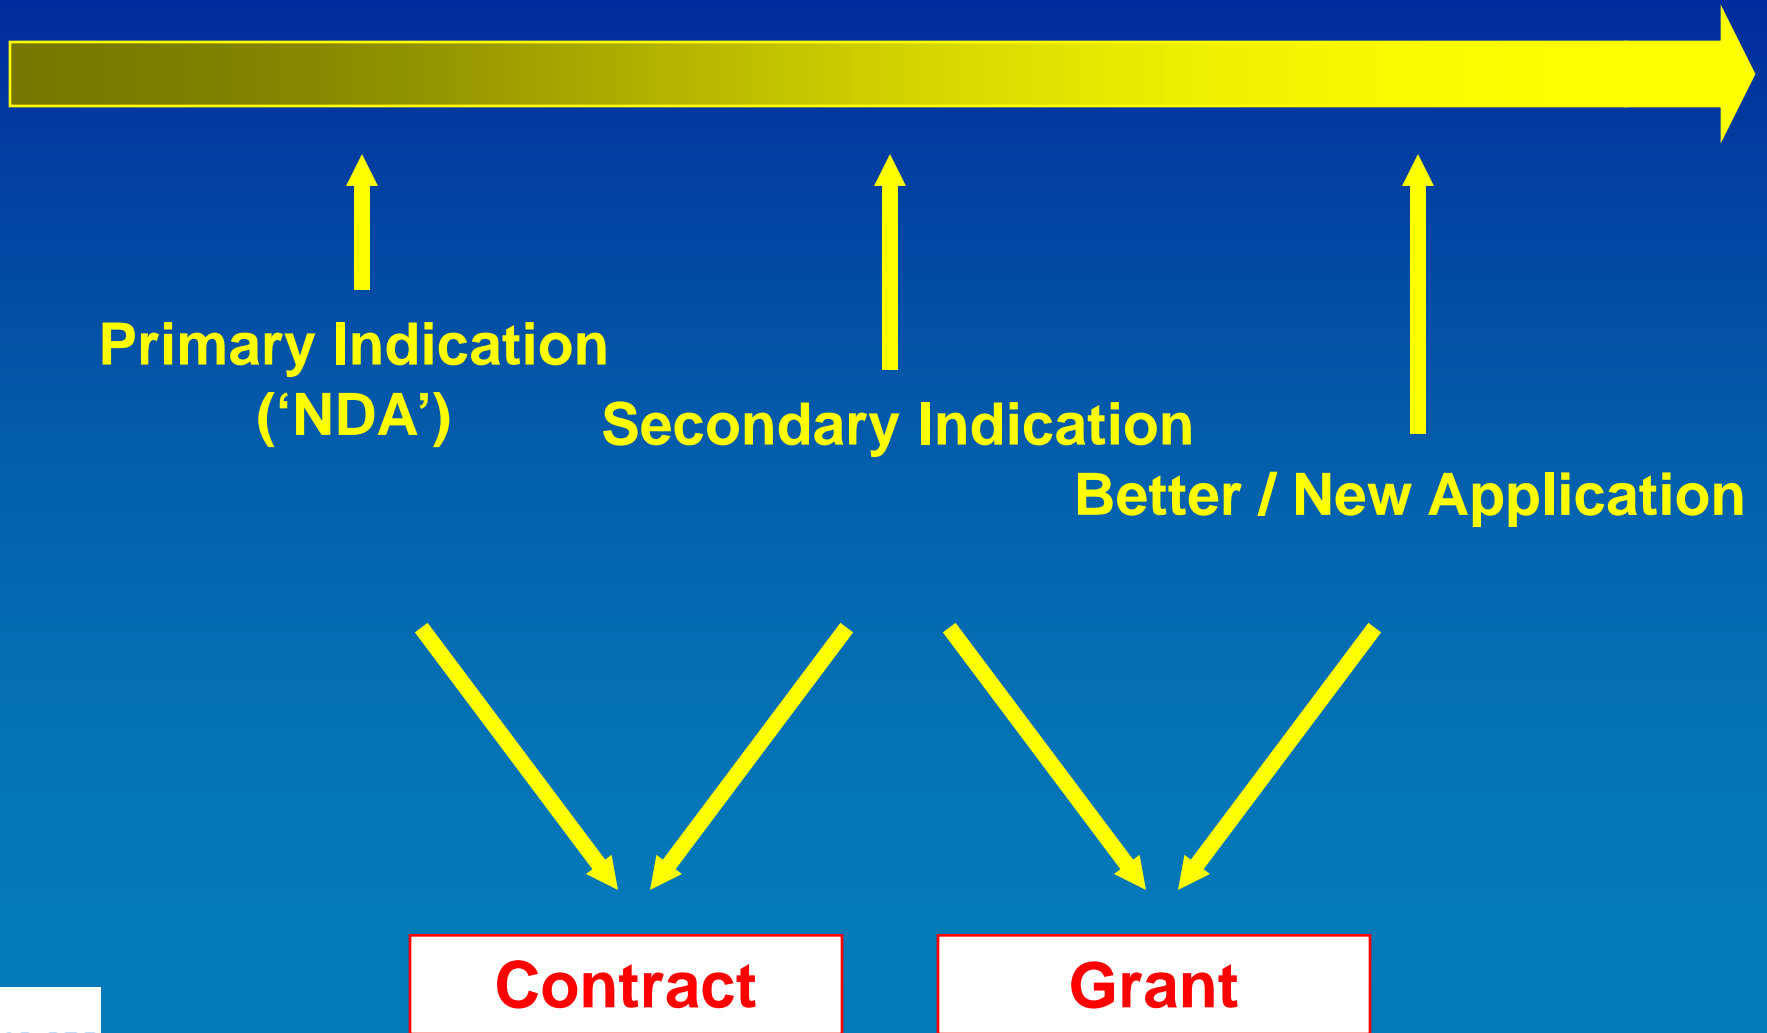 Primary Indication
(‘NDA’)
Secondary Indication
Better / New Application
Contract
Grant